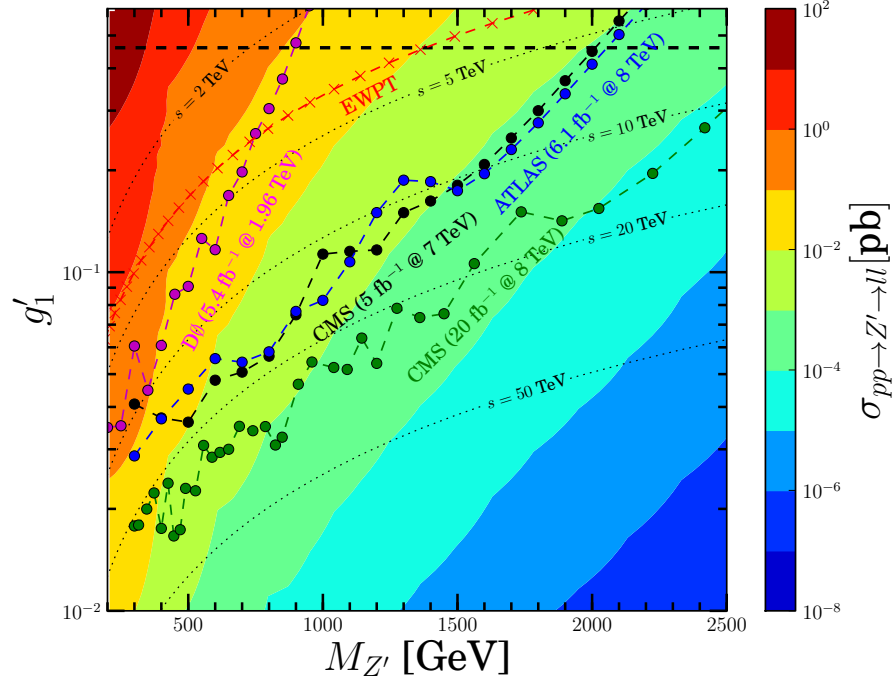 s = 2 TeV
s = 5 TeV
s = 10 TeV
s = 20 TeV
s = 50 TeV
EWPT
D∅ (5.4 fb⁻¹ @ 1.96 TeV)
CMS (5 fb⁻¹ @ 7 TeV)
ATLAS (6.1 fb⁻¹ @ 8 TeV)
CMS (20 fb⁻¹ @ 8 TeV)
10⁻¹
10⁻²
g′₁
500 1000 1500 2000 2500
M_Z′ [GeV]
10²
10⁰
10⁻²
10⁻⁴
10⁻⁶
10⁻⁸
σ_pp→Z′→ll [pb]